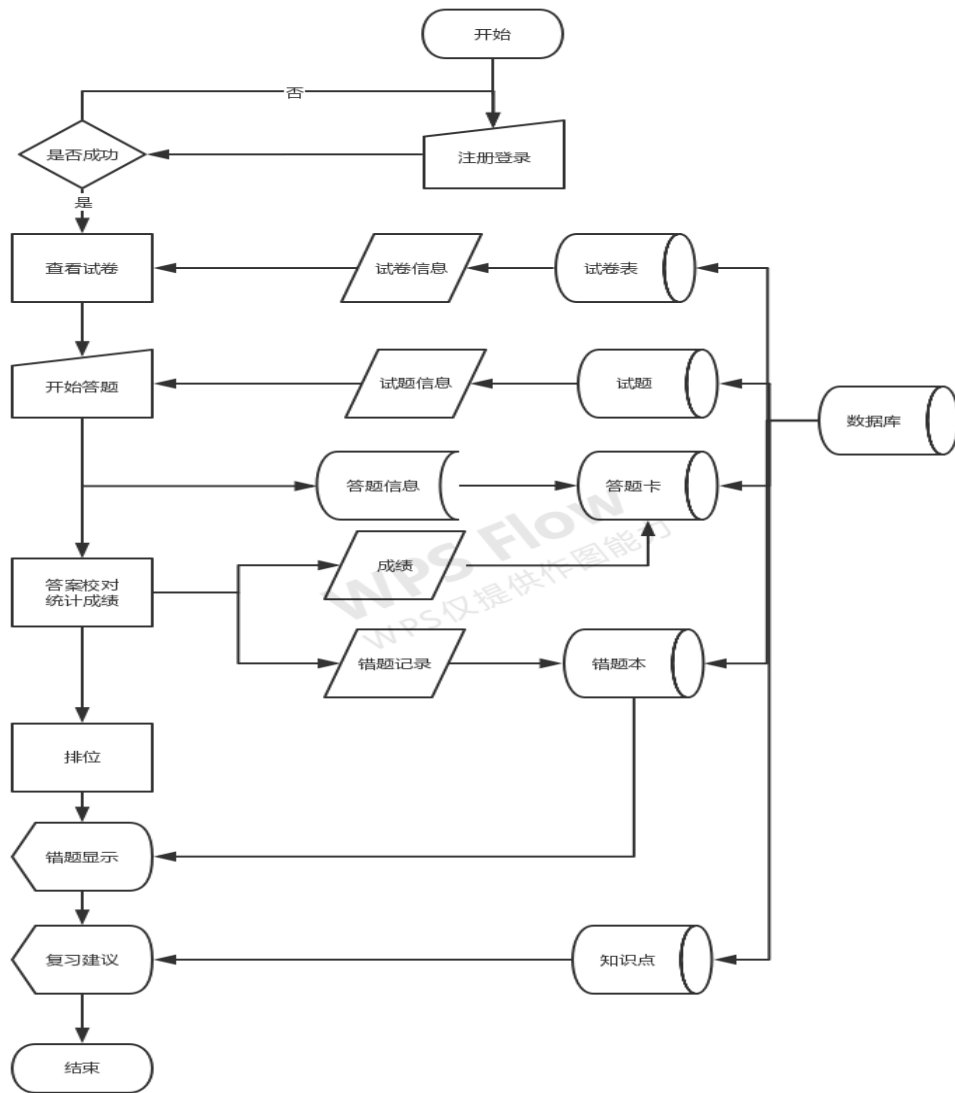 开始
否
是否成功
注册登录
是
查看试卷
试卷信息
试卷表
开始答题
试题信息
试题
数据库
答题信息
答题卡
WPS Flow
WPS仅提供作图能力
答案校对
统计成绩
成绩
错题记录
错题本
排位
错题显示
复习建议
知识点
结束